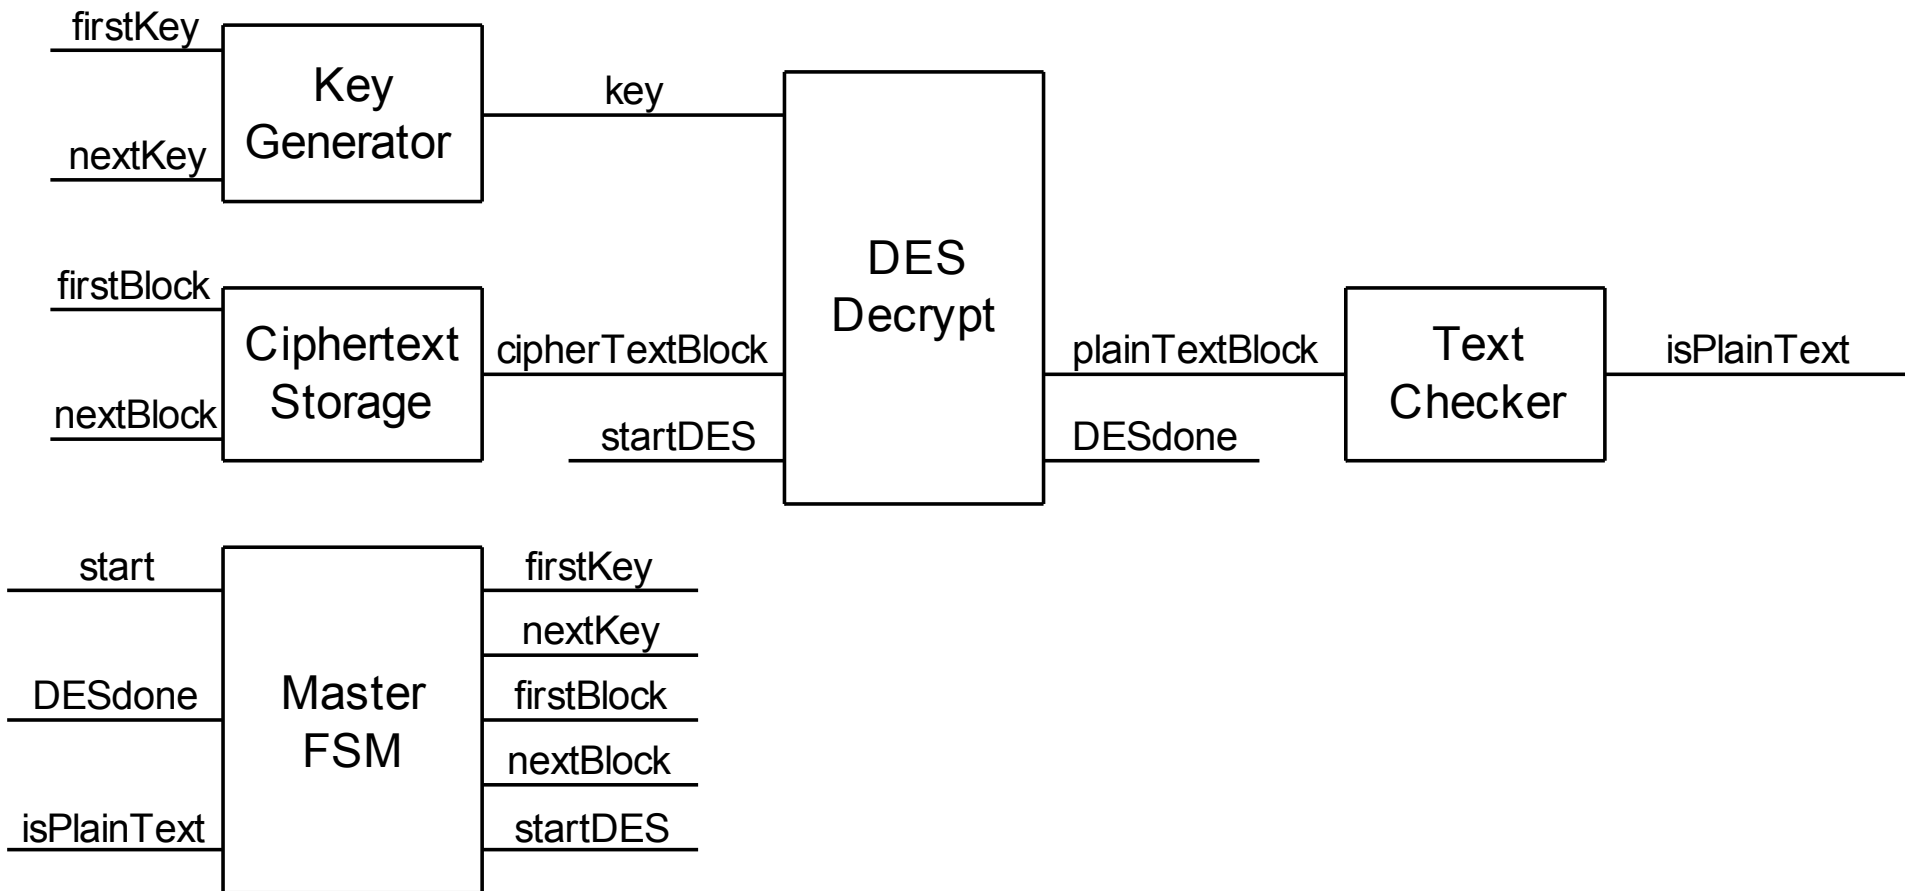 firstKey
Key
Generator
nextKey
key
firstBlock
Ciphertext
Storage
nextBlock
cipherTextBlock
startDES
DES
Decrypt
plainTextBlock
DESdone
Text
Checker
isPlainText
start
DESdone
isPlainText
Master
FSM
firstKey
nextKey
firstBlock
nextBlock
startDES